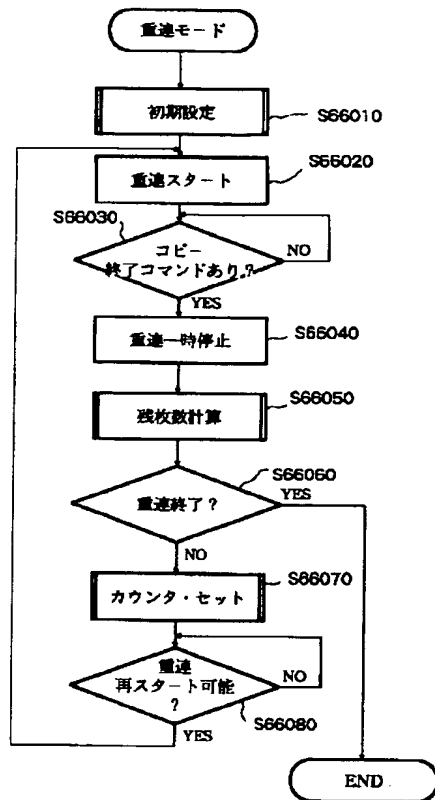 重連モード
初期設定
S66010
S66020
重連スタート
S66030
コピー
終了コマンドあり?
NO
YES
重連一時停止
S66040
残枚数計算
S66050
S66060
重連終了?
YES
NO
カウンタ・セット
S66070
重連
再スタート可能
?
NO
S66080
YES
END